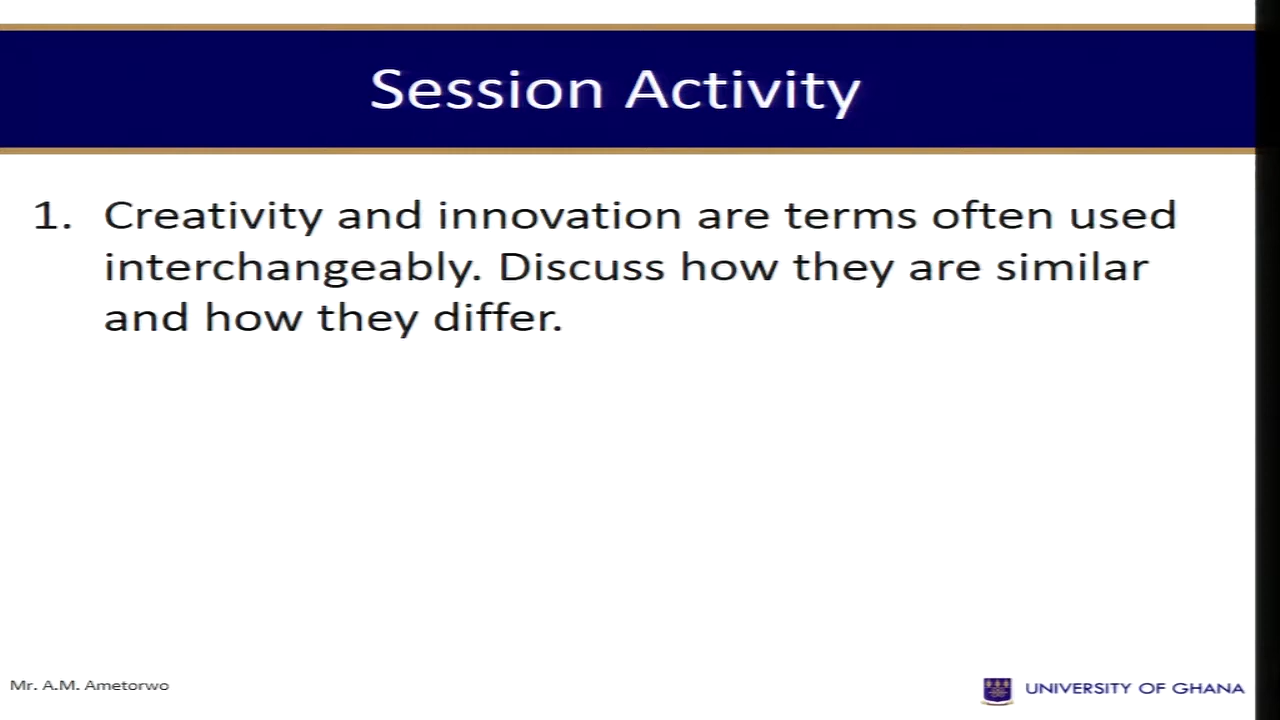 Session Activity
1. Creativity and innovation are terms often used
interchangeably. Discuss how they are similar
and how they differ.
Mr. A.M. Ametorwo
UNIVERSITY OF GHANA